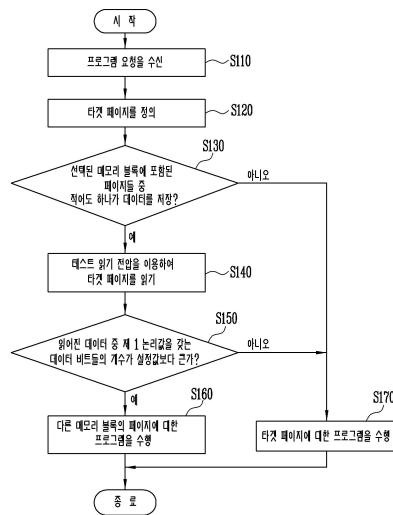 시 작
프로그램 요청을 수신
S110
타겟 페이지를 정의
S120
S130
선택된 메모리 블록에 포함된
페이지들 중
적어도 하나가 데이터를 저장?
아니오
예
테스트 읽기 전압을 이용하여
타겟 페이지를 읽기
S140
S150
읽어진 데이터 중 제 1 논리값을 갖는
데이터 비트들의 개수가 설정값보다 큰가?
아니오
예
S160
다른 메모리 블록의 페이지에 대한
프로그램을 수행
S170
타겟 페이지에 대한 프로그램을 수행
종 료